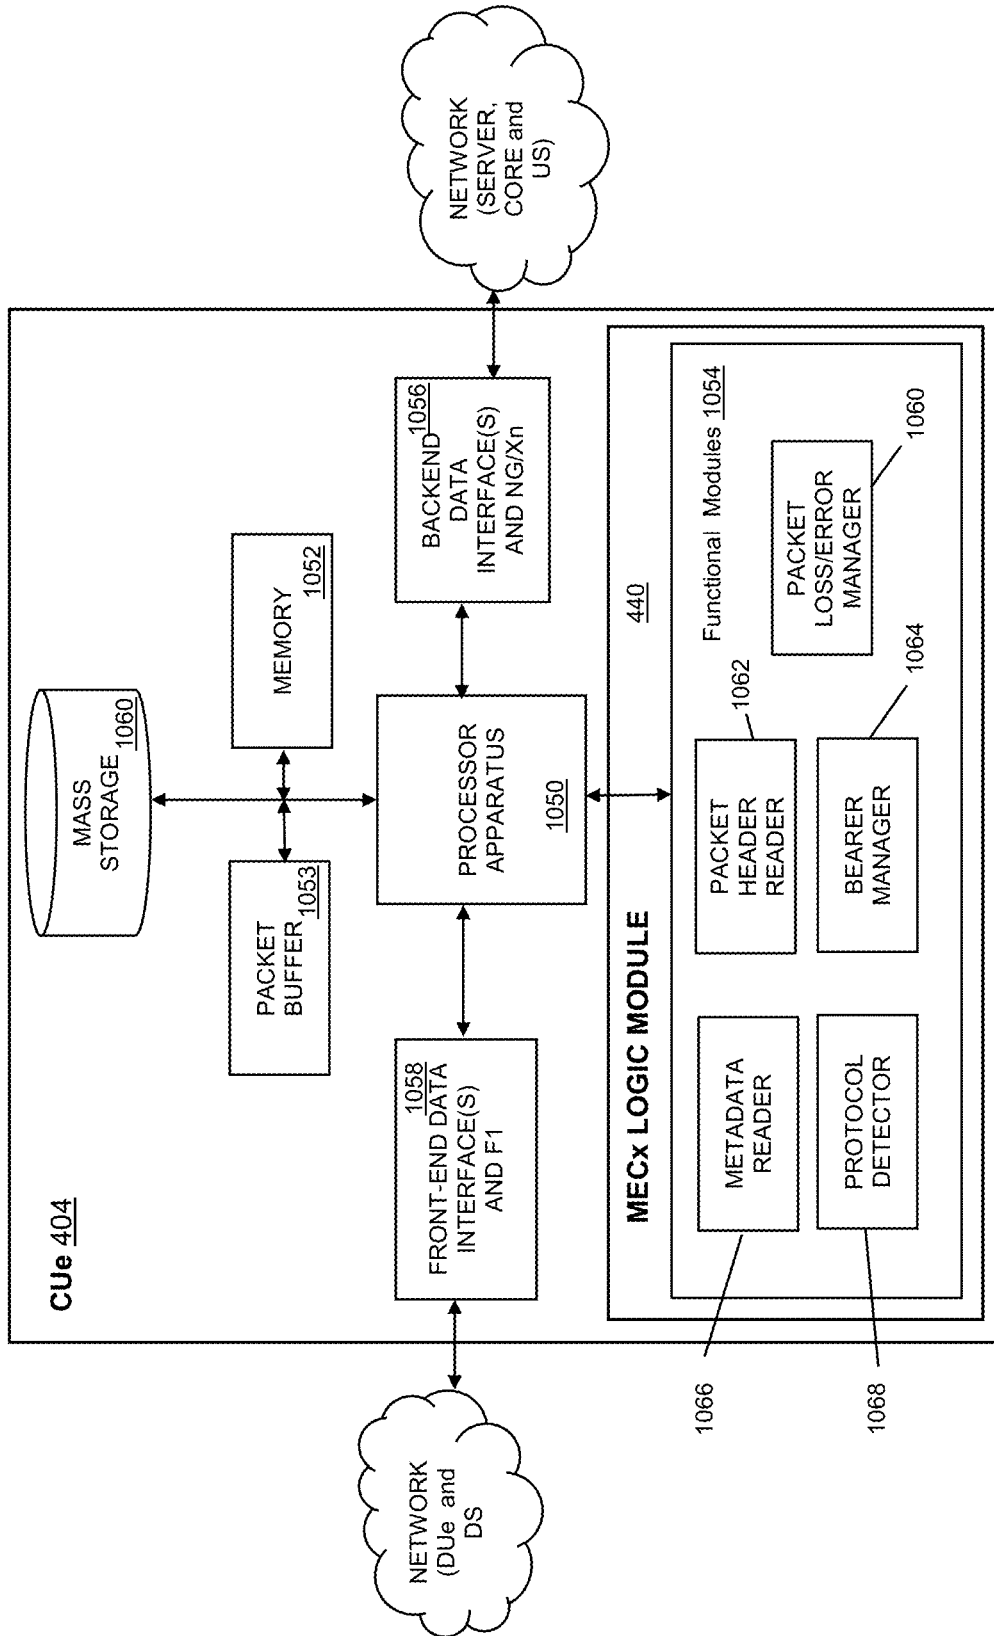 CUe 404
MASS
STORAGE
1060
PACKET
BUFFER
1053
MEMORY
1052
NETWORK
(DUe and
DS
1058
FRONT-END DATA
INTERFACE(S)
AND F1
PROCESSOR
APPARATUS
1050
1056
BACKEND
DATA
INTERFACE(S)
AND NG/Xn
NETWORK
(SERVER,
CORE and
US)
MECx LOGIC MODULE
440
Functional Modules 1054
METADATA
READER
PACKET
HEADER
READER
1062
PACKET
LOSS/ERROR
MANAGER
1060
PROTOCOL
DETECTOR
BEARER
MANAGER
1064
1066
1068